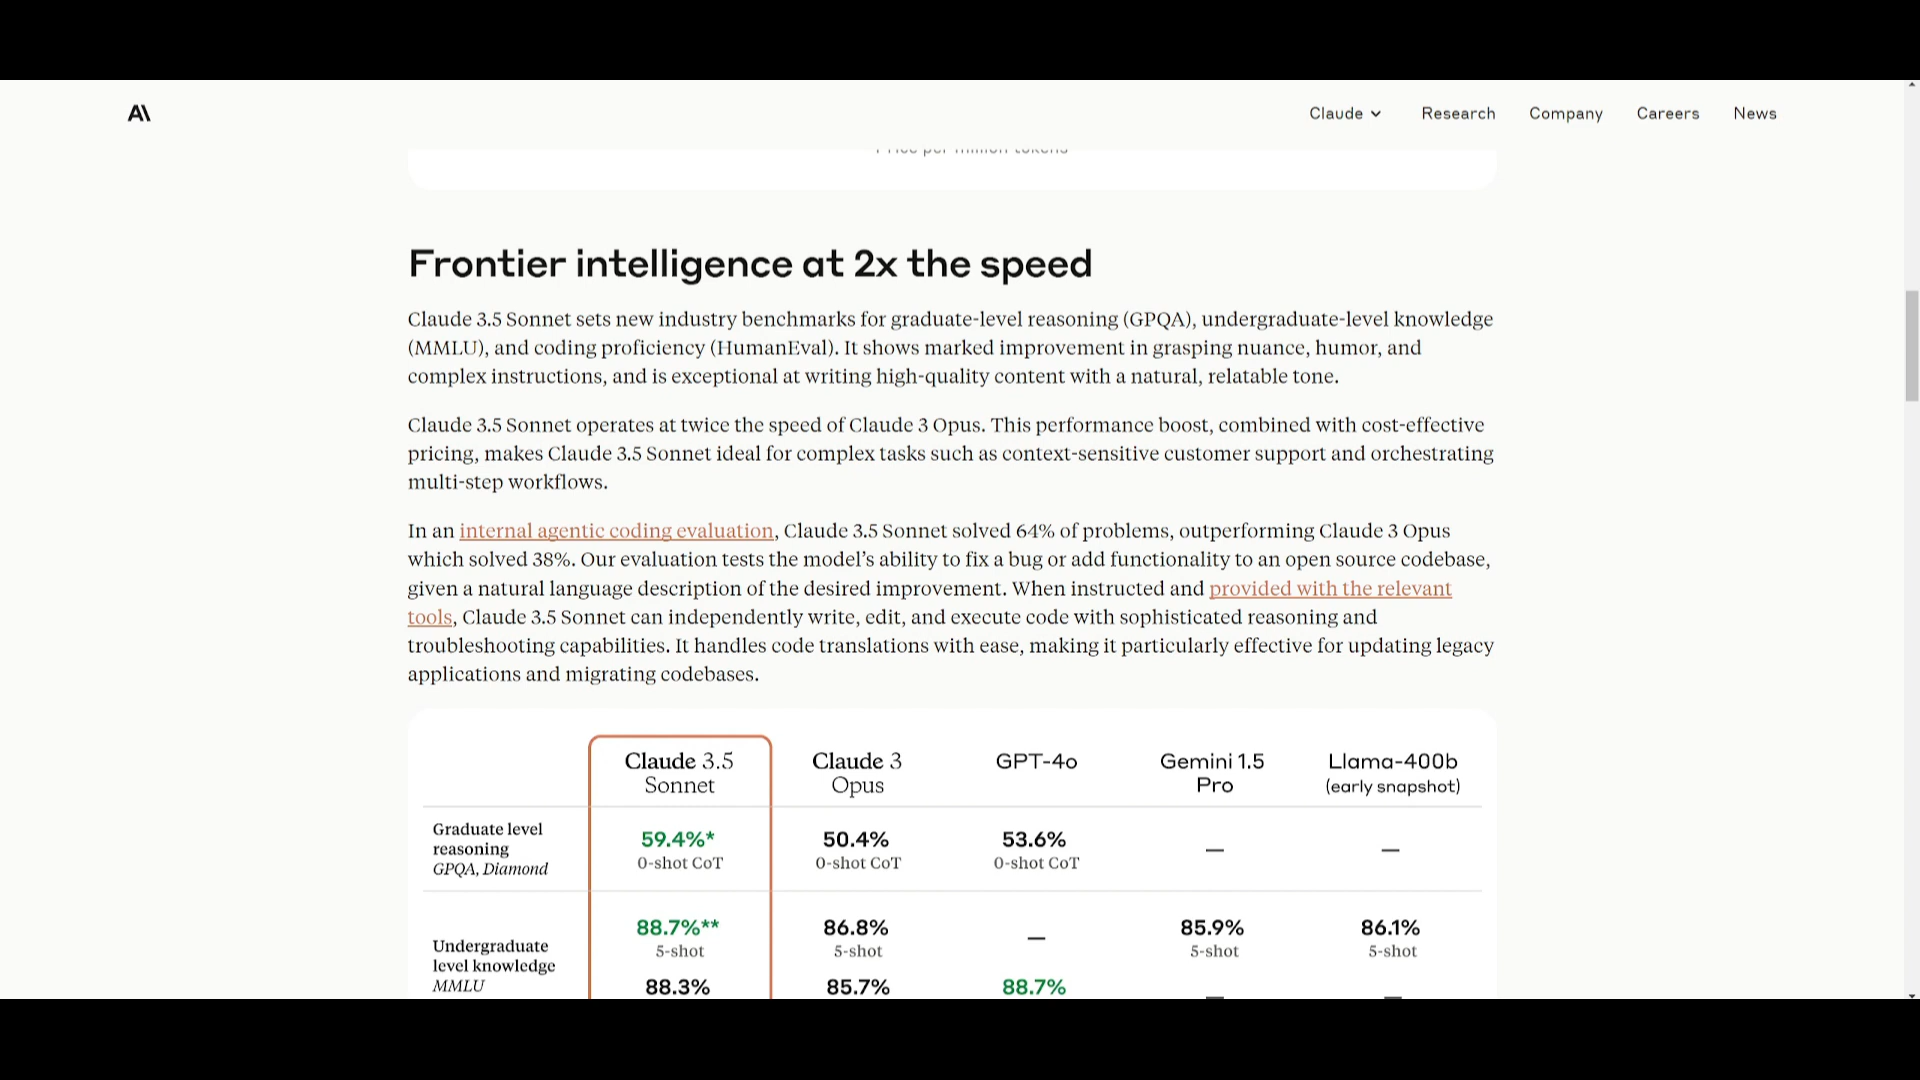 A\
Claude Research Company Careers News
Price per million tokens
Frontier intelligence at 2x the speed
Claude 3.5 Sonnet sets new industry benchmarks for graduate-level reasoning (GPQA), undergraduate-level knowledge
(MMLU), and coding proficiency (HumanEval). It shows marked improvement in grasping nuance, humor, and
complex instructions, and is exceptional at writing high-quality content with a natural, relatable tone.
Claude 3.5 Sonnet operates at twice the speed of Claude 3 Opus. This performance boost, combined with cost-effective
pricing, makes Claude 3.5 Sonnet ideal for complex tasks such as context-sensitive customer support and orchestrating
multi-step workflows.
In an internal agentic coding evaluation, Claude 3.5 Sonnet solved 64% of problems, outperforming Claude 3 Opus
which solved 38%. Our evaluation tests the model’s ability to fix a bug or add functionality to an open source codebase,
given a natural language description of the desired improvement. When instructed and provided with the relevant
tools, Claude 3.5 Sonnet can independently write, edit, and execute code with sophisticated reasoning and
troubleshooting capabilities. It handles code translations with ease, making it particularly effective for updating legacy
applications and migrating codebases.
Claude 3.5 Claude 3 GPT-4o Gemini 1.5 Llama-400b
Sonnet Opus Pro (early snapshot)
Graduate level
reasoning
GPQA, Diamond
59.4%* 50.4% 53.6% — —
0-shot CoT 0-shot CoT 0-shot CoT
Undergraduate
level knowledge
MMLU
88.7%** 86.8% — 85.9% 86.1%
5-shot 5-shot 5-shot 5-shot
88.3% 85.7% 88.7% — —